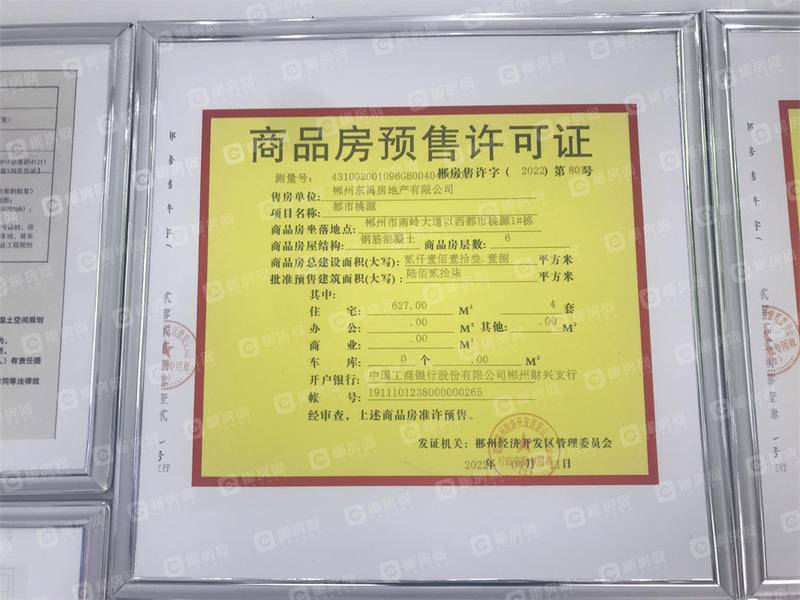 商品房预售许可证
测量号: 431002001096GB0040
郴房售许字( 2022) 第 80 号
售房单位: 郴州东禹房地产有限公司
项目名称: 都市桃源
商品房坐落地点: 郴州市南岭大道以西都市桃源1#栋
商品房屋结构: 钢筋混凝土 商品房层数: 6
商品房总建设面积(大写): 贰仟壹佰壹拾叁.壹捌 平方米
批准预售建筑面积(大写): 陆佰贰拾柒 平方米
其中:
住 宅: 627.00 M² 4 套
办 公: .00 M² 其他: .00 M²
商 业: .00 M²
车 库: 0 个 .00 M²
开户银行: 中国工商银行股份有限公司郴州财兴支行
帐 号: 1911101238000000265
经审查, 上述商品房准许预售。
发证机关: 郴州经济开发区管理委员会
2022年
郴房网